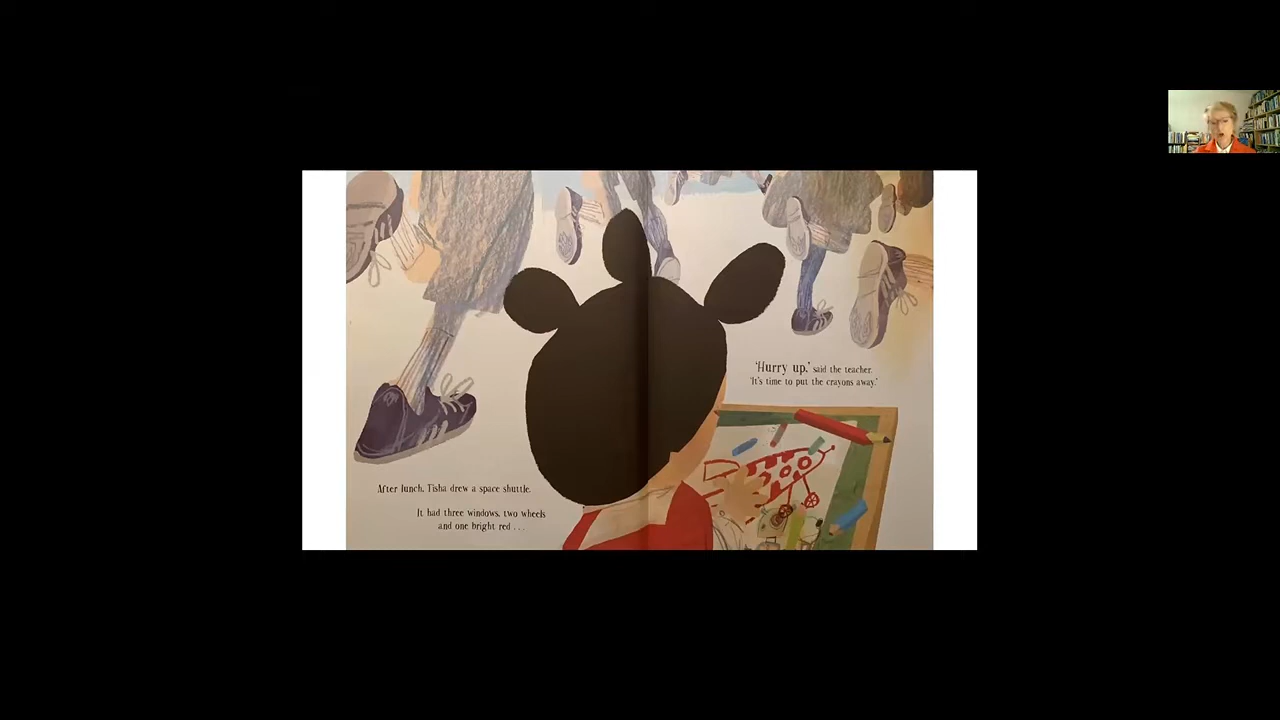 After lunch, Tisha drew a space shuttle.
It had three windows, two wheels
and one bright red . . .
'Hurry up,' said the teacher.
'It's time to put the crayons away.'